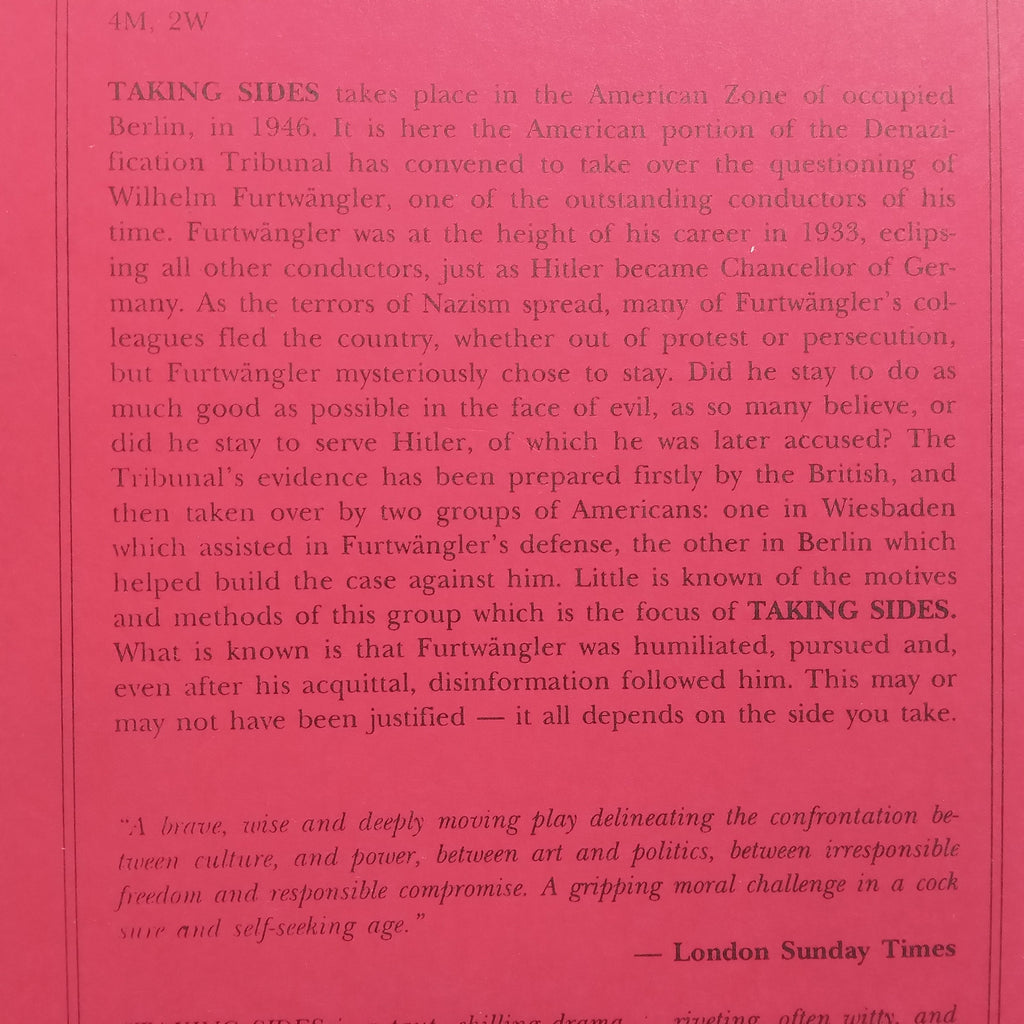 4M, 2W
TAKING SIDES takes place in the American Zone of occupied
Berlin, in 1946. It is here the American portion of the Denazi-
fication Tribunal has convened to take over the questioning of
Wilhelm Furtwängler, one of the outstanding conductors of his
time. Furtwängler was at the height of his career in 1933, eclips-
ing all other conductors, just as Hitler became Chancellor of Ger-
many. As the terrors of Nazism spread, many of Furtwängler's col-
leagues fled the country, whether out of protest or persecution,
but Furtwängler mysteriously chose to stay. Did he stay to do as
much good as possible in the face of evil, as so many believe, or
did he stay to serve Hitler, of which he was later accused? The
Tribunal's evidence has been prepared firstly by the British, and
then taken over by two groups of Americans: one in Wiesbaden
which assisted in Furtwängler's defense, the other in Berlin which
helped build the case against him. Little is known of the motives
and methods of this group which is the focus of TAKING SIDES.
What is known is that Furtwängler was humiliated, pursued and,
even after his acquittal, disinformation followed him. This may or
may not have been justified — it all depends on the side you take.
"A brave, wise and deeply moving play delineating the confrontation be-
tween culture, and power, between art and politics, between irresponsible
freedom and responsible compromise. A gripping moral challenge in a cock
sure and self-seeking age."
— London Sunday Times
TAKING SIDES is a taut, chilling drama . . riveting, often witty, and